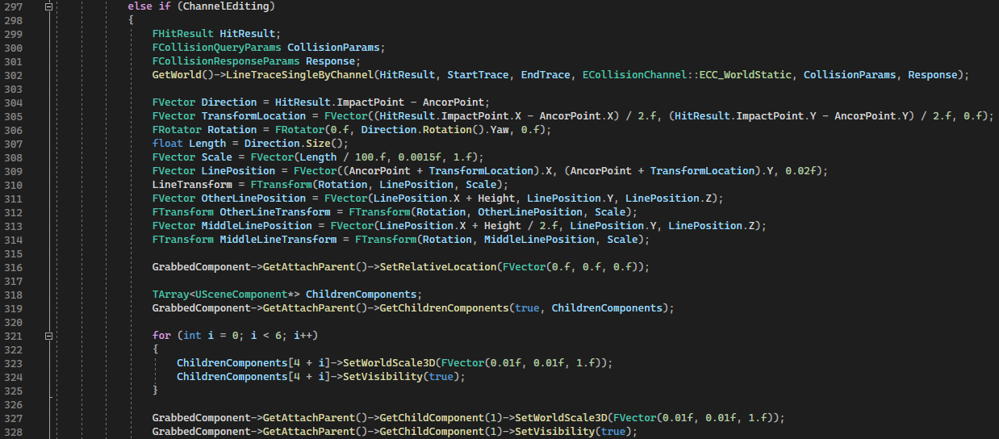 297 else if (ChannelEditing)
298 {
299 FHitResult HitResult;
300 FCollisionQueryParams CollisionParams;
301 FCollisionResponseParams Response;
302 GetWorld()->LineTraceSingleByChannel(HitResult, StartTrace, EndTrace, ECollisionChannel::ECC_WorldStatic, CollisionParams, Response);
303
304 FVector Direction = HitResult.ImpactPoint - AncorPoint;
305 FVector TransformLocation = FVector((HitResult.ImpactPoint.X - AncorPoint.X) / 2.f, (HitResult.ImpactPoint.Y - AncorPoint.Y) / 2.f, 0.f);
306 FRotator Rotation = FRotator(0.f, Direction.Rotation().Yaw, 0.f);
307 float Length = Direction.Size();
308 FVector Scale = FVector(Length / 100.f, 0.0015f, 1.f);
309 FVector LinePosition = FVector((AncorPoint + TransformLocation).X, (AncorPoint + TransformLocation).Y, 0.02f);
310 LineTransform = FTransform(Rotation, LinePosition, Scale);
311 FVector OtherLinePosition = FVector(LinePosition.X + Height, LinePosition.Y, LinePosition.Z);
312 FTransform OtherLineTransform = FTransform(Rotation, OtherLinePosition, Scale);
313 FVector MiddleLinePosition = FVector(LinePosition.X + Height / 2.f, LinePosition.Y, LinePosition.Z);
314 FTransform MiddleLineTransform = FTransform(Rotation, MiddleLinePosition, Scale);
315
316 GrabbedComponent->GetAttachParent()->SetRelativeLocation(FVector(0.f, 0.f, 0.f));
317
318 TArray<USceneComponent*> ChildrenComponents;
319 GrabbedComponent->GetAttachParent()->GetChildrenComponents(true, ChildrenComponents);
320
321 for (int i = 0; i < 6; i++)
322 {
323 ChildrenComponents[4 + i]->SetWorldScale3D(FVector(0.01f, 0.01f, 1.f));
324 ChildrenComponents[4 + i]->SetVisibility(true);
325 }
326
327 GrabbedComponent->GetAttachParent()->GetChildComponent(1)->SetWorldScale3D(FVector(0.01f, 0.01f, 1.f));
328 GrabbedComponent->GetAttachParent()->GetChildComponent(1)->SetVisibility(true);